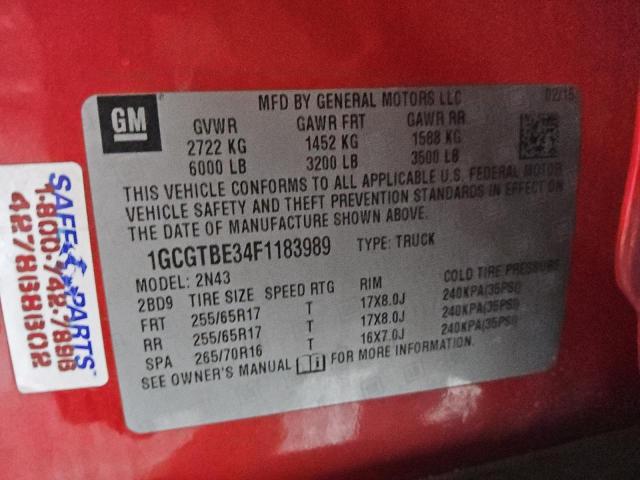 GM
MFD BY GENERAL MOTORS LLC 02/15
GVWR GAWR FRT GAWR RR
2722 KG 1452 KG 1588 KG
6000 LB 3200 LB 3500 LB
THIS VEHICLE CONFORMS TO ALL APPLICABLE U.S. FEDERAL MOTOR
VEHICLE SAFETY AND THEFT PREVENTION STANDARDS IN EFFECT ON
THE DATE OF MANUFACTURE SHOWN ABOVE.
1GCGTBE34F1183989 TYPE: TRUCK
MODEL: 2N43
2BD9 TIRE SIZE SPEED RTG RIM COLD TIRE PRESSURE
FRT 255/65R17 T 17X8.0J 240KPA(35PSI)
RR 255/65R17 T 17X8.0J 240KPA(35PSI)
SPA 265/70R16 T 16X7.0J 240KPA(35PSI)
SEE OWNER'S MANUAL FOR MORE INFORMATION.
SAFE PARTS
1-800-742-7896
427838302